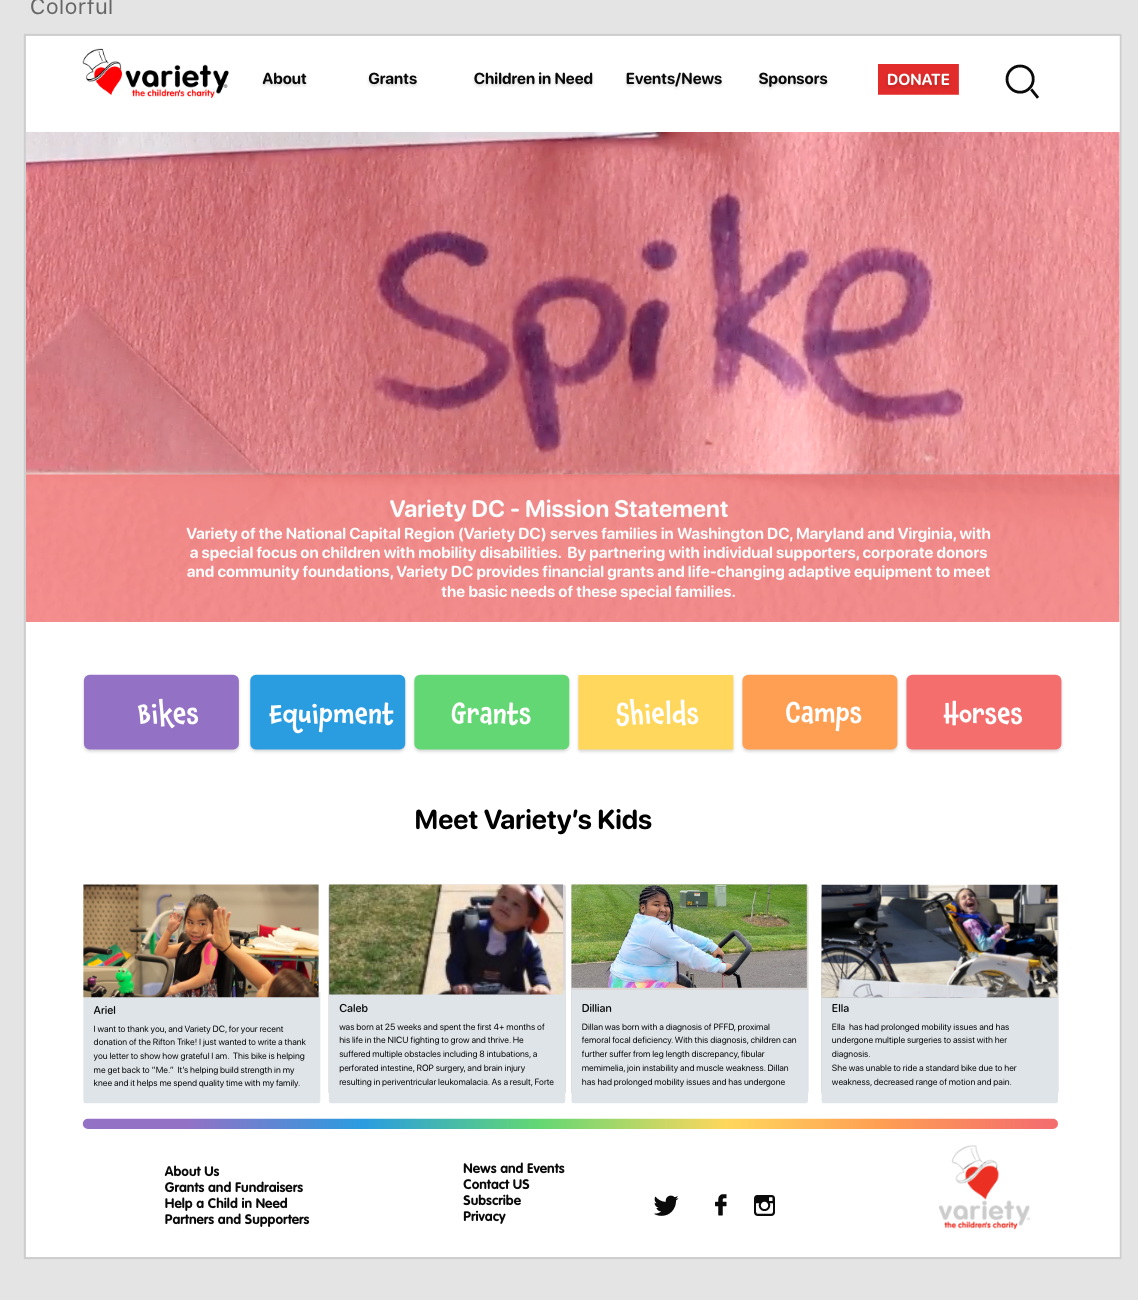 Colorful
variety
the children's charity
About
Grants
Children in Need
Events/News
Sponsors
DONATE
Spike
Variety DC - Mission Statement
Variety of the National Capital Region (Variety DC) serves families in Washington DC, Maryland and Virginia, with
a special focus on children with mobility disabilities. By partnering with individual supporters, corporate donors
and community foundations, Variety DC provides financial grants and life-changing adaptive equipment to meet
the basic needs of these special families.
Bikes
Equipment
Grants
Shields
Camps
Horses
Meet Variety's Kids
Ariel
I want to thank you, and Variety DC, for your recent
donation of the Rifton Trike! I just wanted to write a thank
you letter to show how grateful I am. This bike is helping
me get back to "Me." It's helping build strength in my
knee and it helps me spend quality time with my family.
Caleb
was born at 25 weeks and spent the first 4+ months of
his life in the NICU fighting to grow and thrive. He
suffered multiple obstacles including 8 intubations, a
perforated intestine, ROP surgery, and brain injury
resulting in periventricular leukomalacia. As a result, Forte
Dillian
Dillan was born with a diagnosis of PFFD, proximal
femoral focal deficiency. With this diagnosis, children can
further suffer from leg length discrepancy, fibular
memimelia, join instability and muscle weakness. Dillan
has had prolonged mobility issues and has undergone
Ella
Ella has had prolonged mobility issues and has
undergone multiple surgeries to assist with her
diagnosis.
She was unable to ride a standard bike due to her
weakness, decreased range of motion and pain.
About Us
Grants and Fundraisers
Help a Child in Need
Partners and Supporters
News and Events
Contact US
Subscribe
Privacy
variety
the children's charity